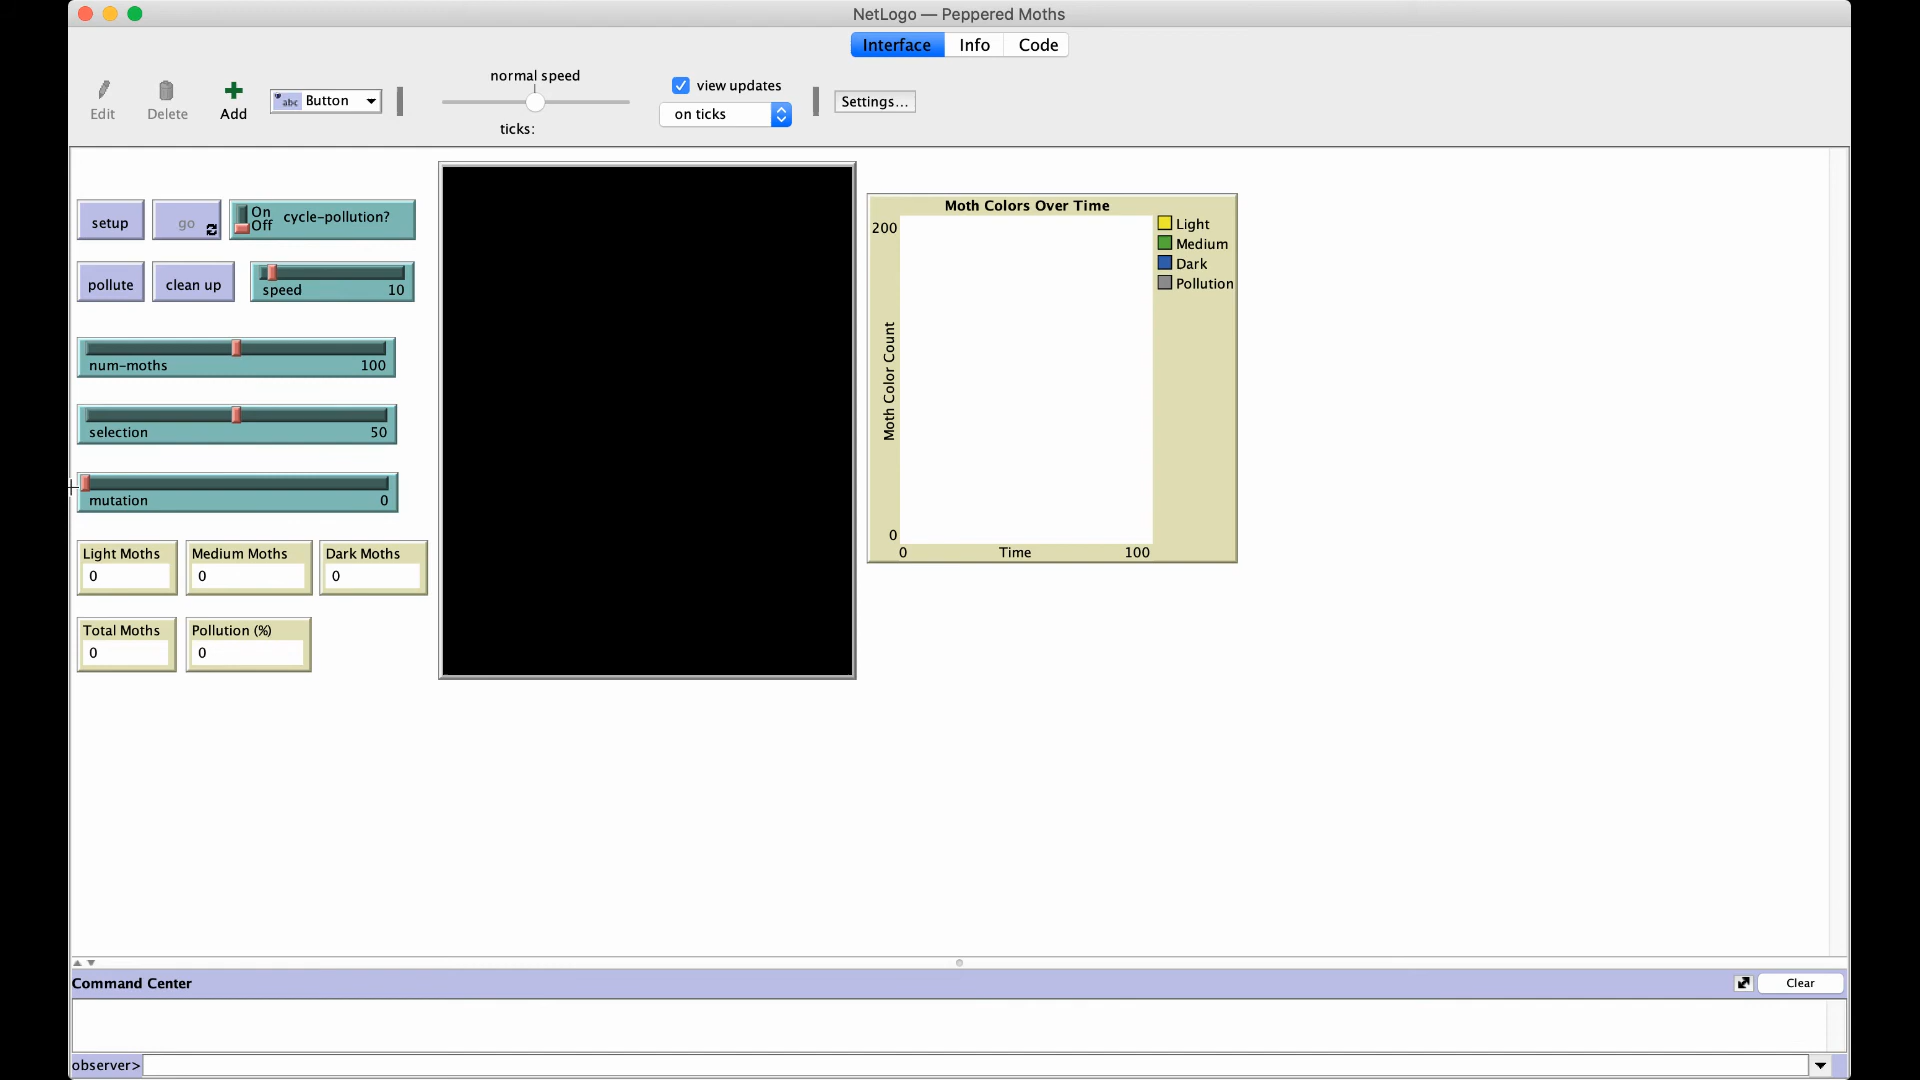 NetLogo — Peppered Moths
Interface Info Code
normal speed
view updates
Edit Delete Add abc Button on ticks Settings...
ticks:
setup go On Off cycle-pollution?
pollute clean up speed 10
num-moths 100
selection 50
mutation 0
Light Moths Medium Moths Dark Moths
0 0 0
Total Moths Pollution (%)
0 0
Moth Colors Over Time
200
Moth Color Count
0
0 Time 100
Light
Medium
Dark
Pollution
Command Center Clear
observer>